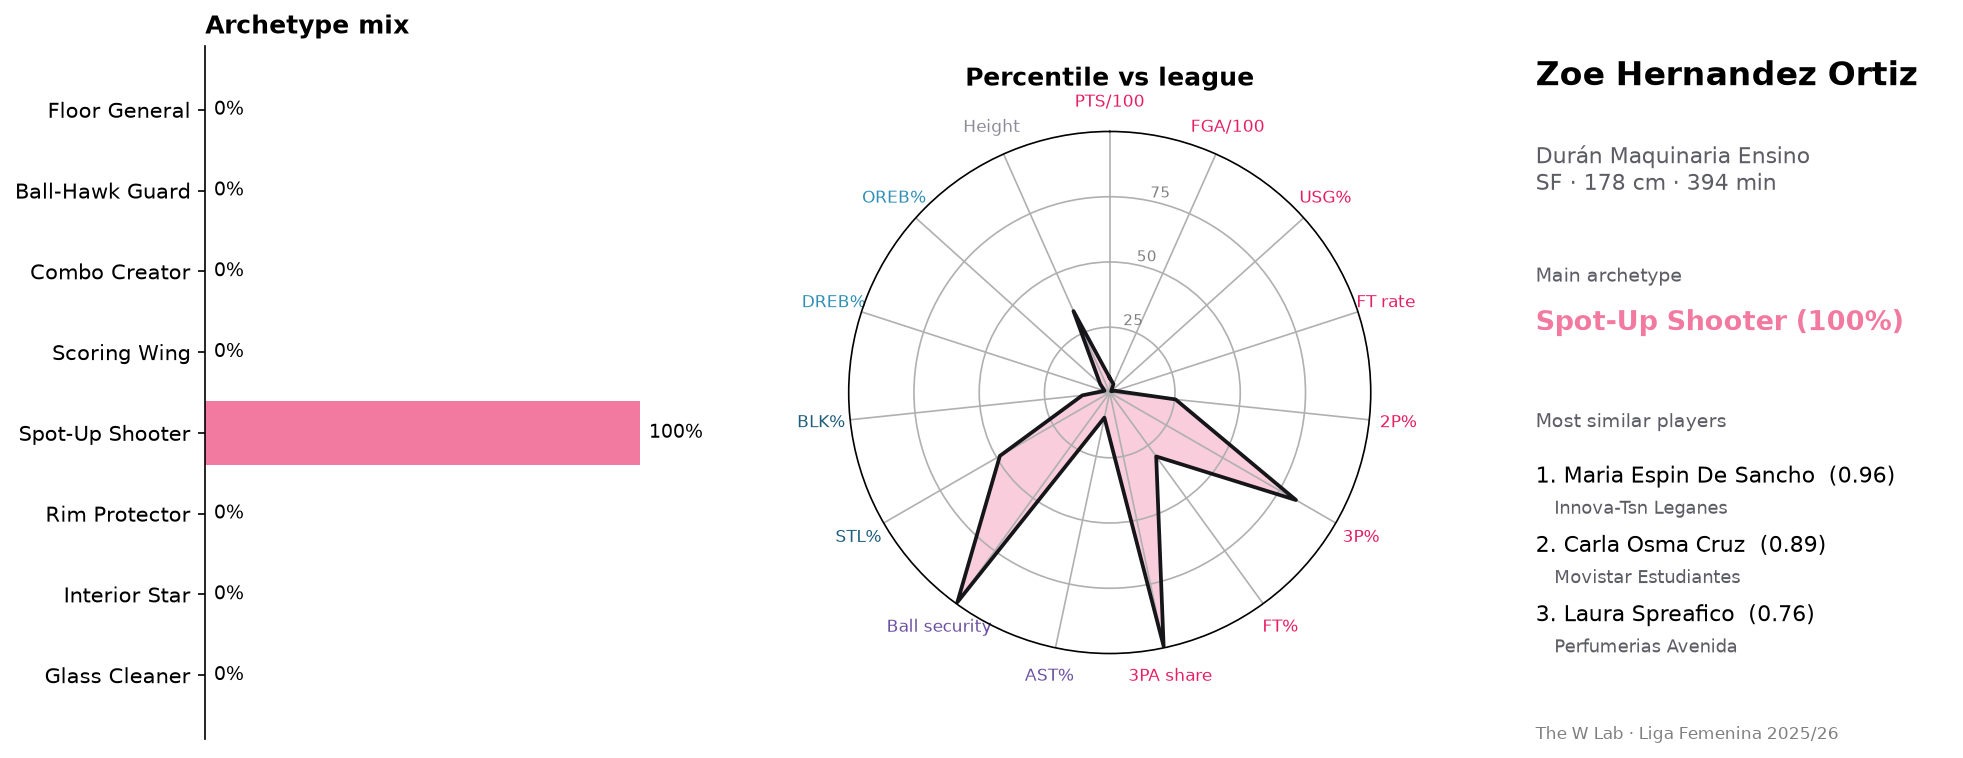 Archetype mix
Floor General 0%
Ball-Hawk Guard 0%
Combo Creator 0%
Scoring Wing 0%
Spot-Up Shooter 100%
Rim Protector 0%
Interior Star 0%
Glass Cleaner 0%
Percentile vs league
PTS/100
FGA/100
USG%
FT rate
2P%
3P%
FT%
3PA share
AST%
Ball security
STL%
BLK%
DREB%
OREB%
Height
75
50
25
Zoe Hernandez Ortiz
Durán Maquinaria Ensino
SF · 178 cm · 394 min
Main archetype
Spot-Up Shooter (100%)
Most similar players
1. Maria Espin De Sancho (0.96)
Innova-Tsn Leganes
2. Carla Osma Cruz (0.89)
Movistar Estudiantes
3. Laura Spreafico (0.76)
Perfumerias Avenida
The W Lab · Liga Femenina 2025/26